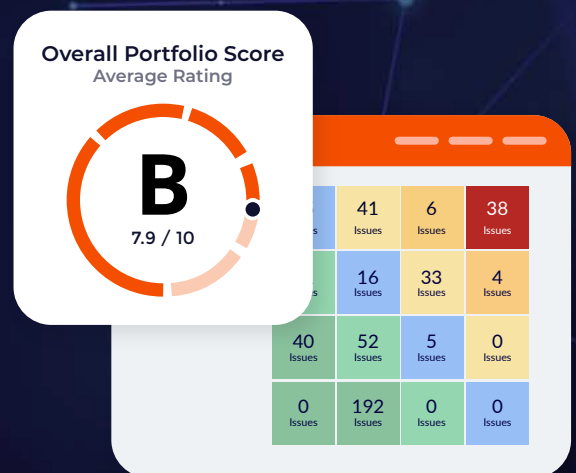 Overall Portfolio Score
Average Rating
B
7.9 / 10
41 6 38
Issues Issues Issues
16 33 4
Issues Issues Issues
40 52 5 0
Issues Issues Issues Issues
0 192 0 0
Issues Issues Issues Issues